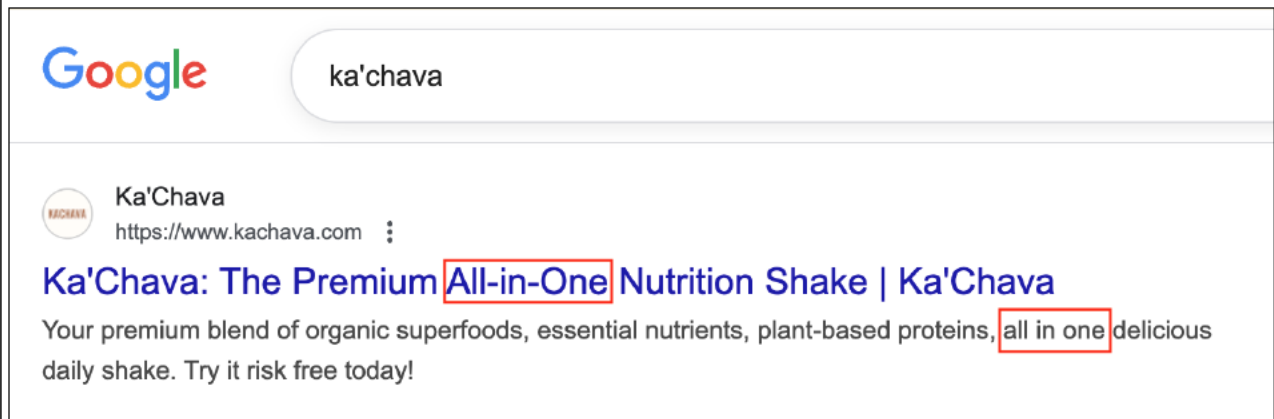 Google
ka'chava
KACHAVA
Ka'Chava
https://www.kachava.com
Ka'Chava: The Premium All-in-One Nutrition Shake | Ka'Chava
Your premium blend of organic superfoods, essential nutrients, plant-based proteins, all in one delicious
daily shake. Try it risk free today!